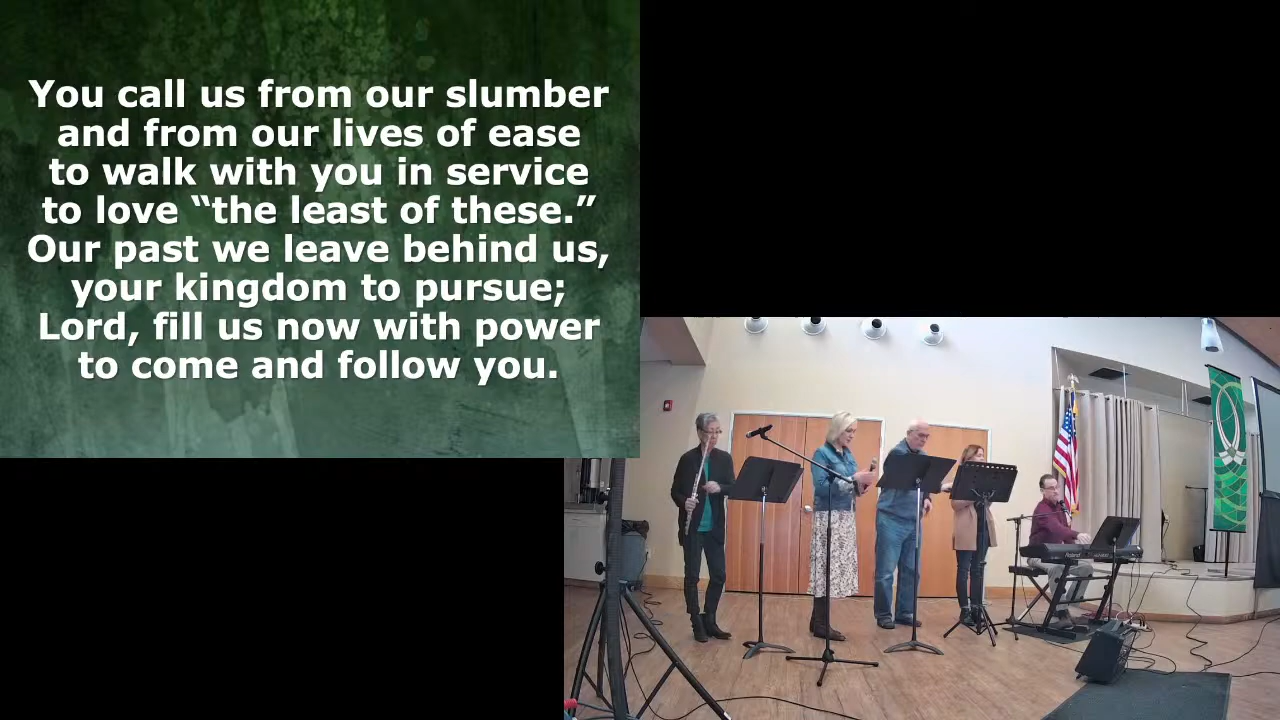 You call us from our slumber
and from our lives of ease
to walk with you in service
to love “the least of these.”
Our past we leave behind us,
your kingdom to pursue;
Lord, fill us now with power
to come and follow you.